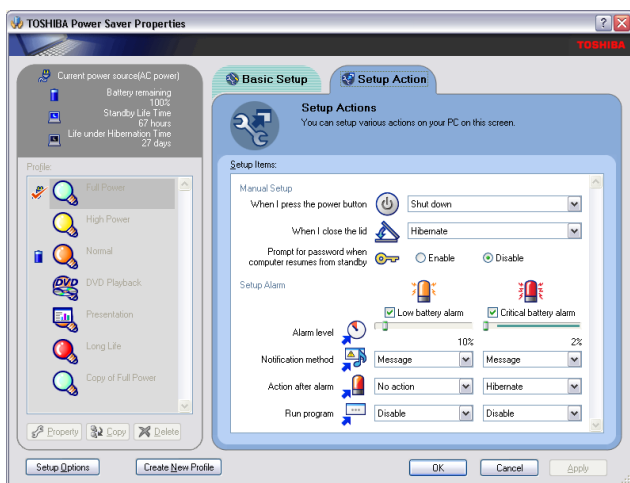 TOSHIBA Power Saver Properties
TOSHIBA
Current power source(AC power)
Battery remaining
100%
Standby Life Time
67 hours
Life under Hibernation Time
27 days
Profile:
Full Power
High Power
Normal
DVD Playback
Presentation
Long Life
Copy of Full Power
Property
Copy
Delete
Basic Setup
Setup Action
Setup Actions
You can setup various actions on your PC on this screen.
Setup Items:
Manual Setup
When I press the power button
Shut down
When I close the lid
Hibernate
Prompt for password when
computer resumes from standby
Enable
Disable
Setup Alarm
Low battery alarm
Critical battery alarm
Alarm level
10%
2%
Notification method
Message
Message
Action after alarm
No action
Hibernate
Run program
Disable
Disable
Setup Options
Create New Profile
OK
Cancel
Apply